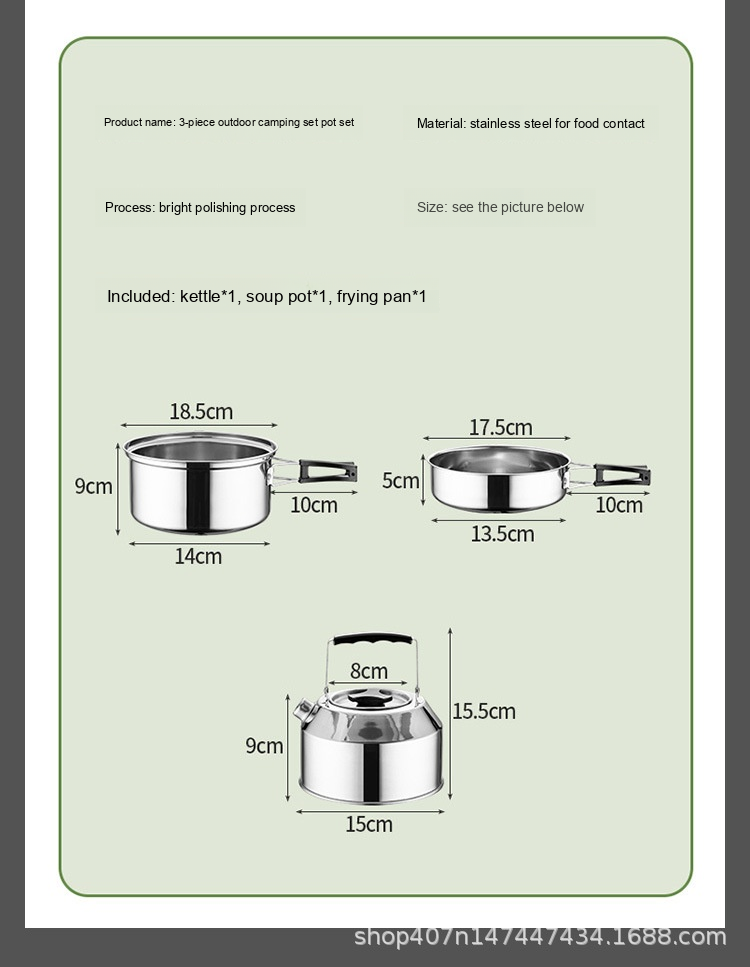 Product name: 3-piece outdoor camping set pot set
Material: stainless steel for food contact
Process: bright polishing process
Size: see the picture below
Included: kettle*1, soup pot*1, frying pan*1
18.5cm
17.5cm
9cm
5cm
10cm
10cm
13.5cm
14cm
8cm
15.5cm
9cm
15cm
shop407n147447434.1688.com